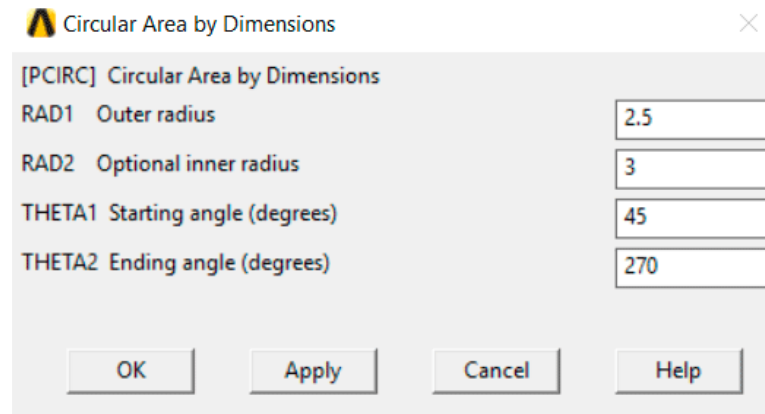 Circular Area by Dimensions
[PCIRC] Circular Area by Dimensions
RAD1 Outer radius 2.5
RAD2 Optional inner radius 3
THETA1 Starting angle (degrees) 45
THETA2 Ending angle (degrees) 270
OK Apply Cancel Help